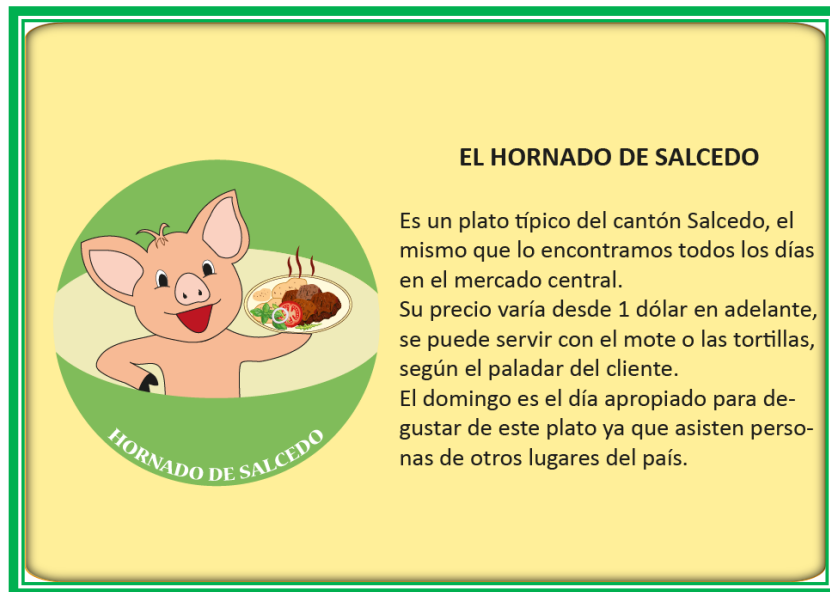 EL HORNADO DE SALCEDO
Es un plato típico del cantón Salcedo, el
mismo que lo encontramos todos los días
en el mercado central.
Su precio varía desde 1 dólar en adelante,
se puede servir con el mote o las tortillas,
según el paladar del cliente.
El domingo es el día apropiado para de-
gustar de este plato ya que asisten perso-
nas de otros lugares del país.
HORNADO DE SALCEDO